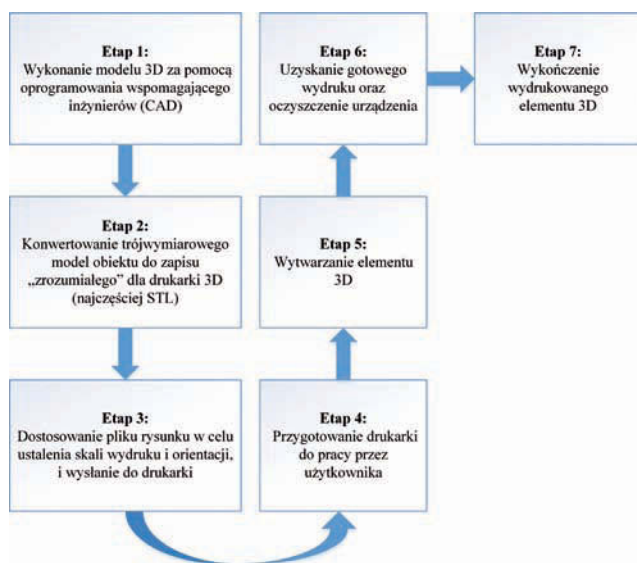 Etap 1:
Wykonanie modelu 3D za pomocą
oprogramowania wspomagającego
inżynierów (CAD)
Etap 2:
Konwertowanie trójwymiarowego
model obiektu do zapisu
„zrozumiałego” dla drukarki 3D
(najczęściej STL)
Etap 3:
Dostosowanie pliku rysunku w celu
ustalenia skali wydruku i orientacji,
i wysłanie do drukarki
Etap 4:
Przygotowanie drukarki
do pracy przez
użytkownika
Etap 5:
Wytwarzanie elementu
3D
Etap 6:
Uzyskanie gotowego
wydruku oraz
oczyszczenie urządzenia
Etap 7:
Wykończenie
wydrukowanego
elementu 3D